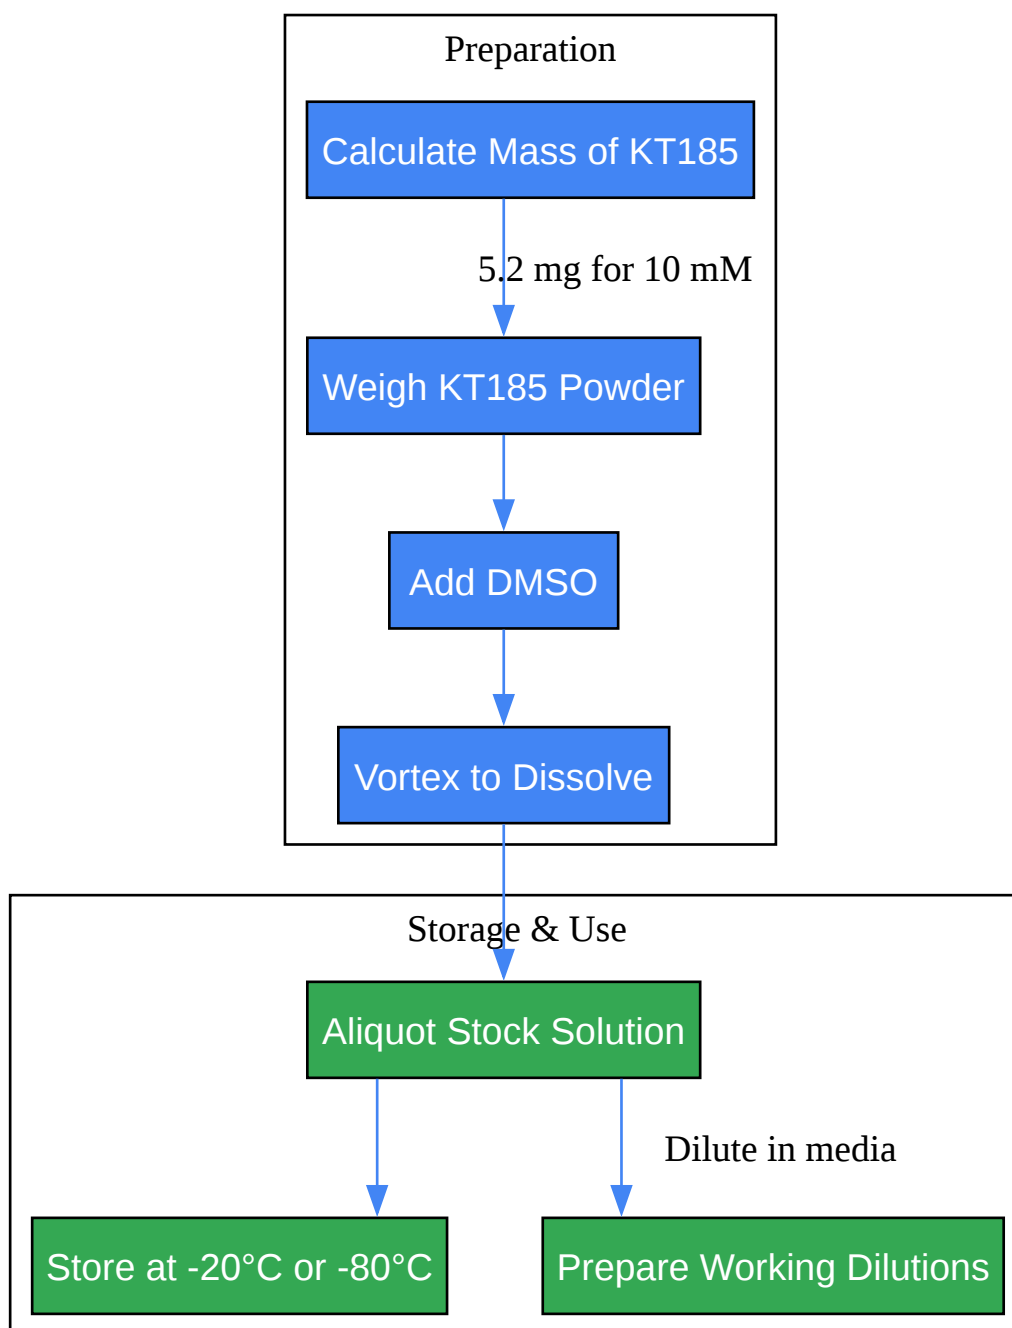 Preparation
Calculate Mass of KT185
5.2 mg for 10 mM
Weigh KT185 Powder
Add DMSO
Vortex to Dissolve
Storage & Use
Aliquot Stock Solution
Dilute in media
Store at -20°C or -80°C
Prepare Working Dilutions